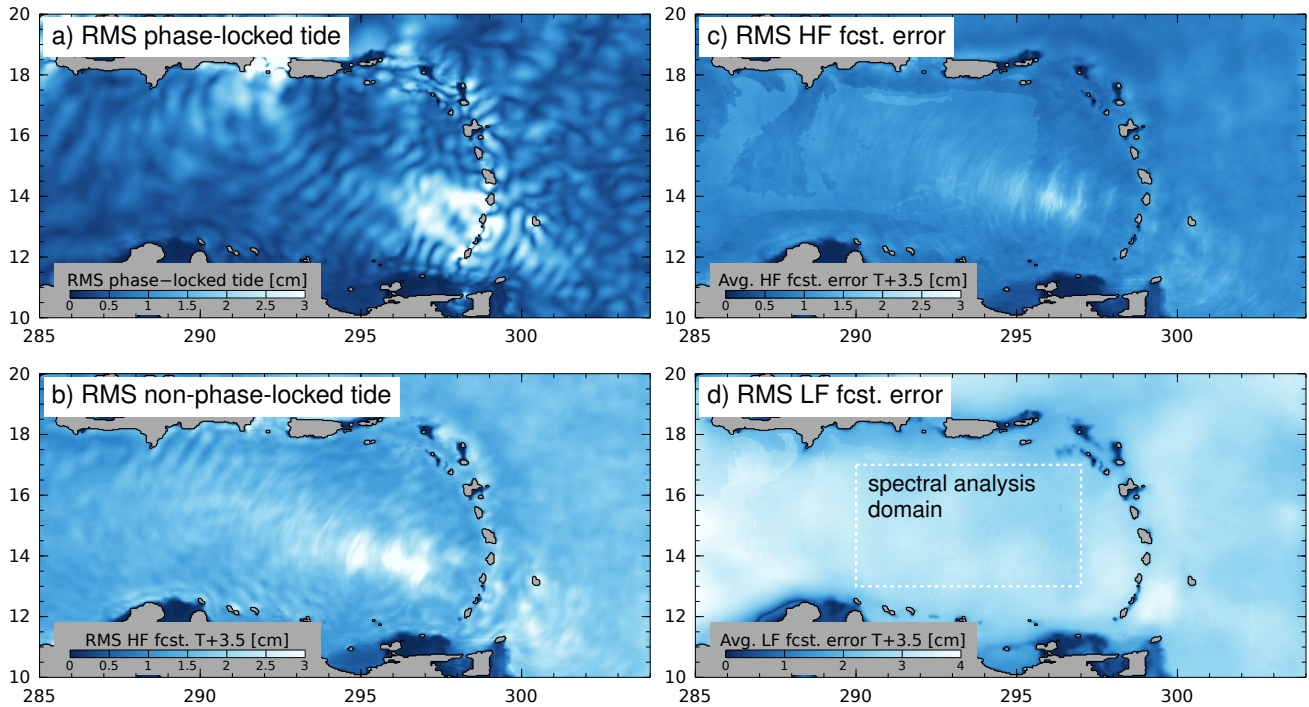 a) RMS phase-locked tide
20
18
16
14
12
10
RMS phase−locked tide [cm]
0 0.5 1 1.5 2 2.5 3
285 290 295 300
c) RMS HF fcst. error
20
18
16
14
12
10
Avg. HF fcst. error T+3.5 [cm]
0 0.5 1 1.5 2 2.5 3
285 290 295 300
b) RMS non-phase-locked tide
20
18
16
14
12
10
RMS HF fcst. T+3.5 [cm]
0 0.5 1 1.5 2 2.5 3
285 290 295 300
d) RMS LF fcst. error
20
18
16
14
12
10
spectral analysis
domain
Avg. LF fcst. error T+3.5 [cm]
0 1 2 3 4
285 290 295 300